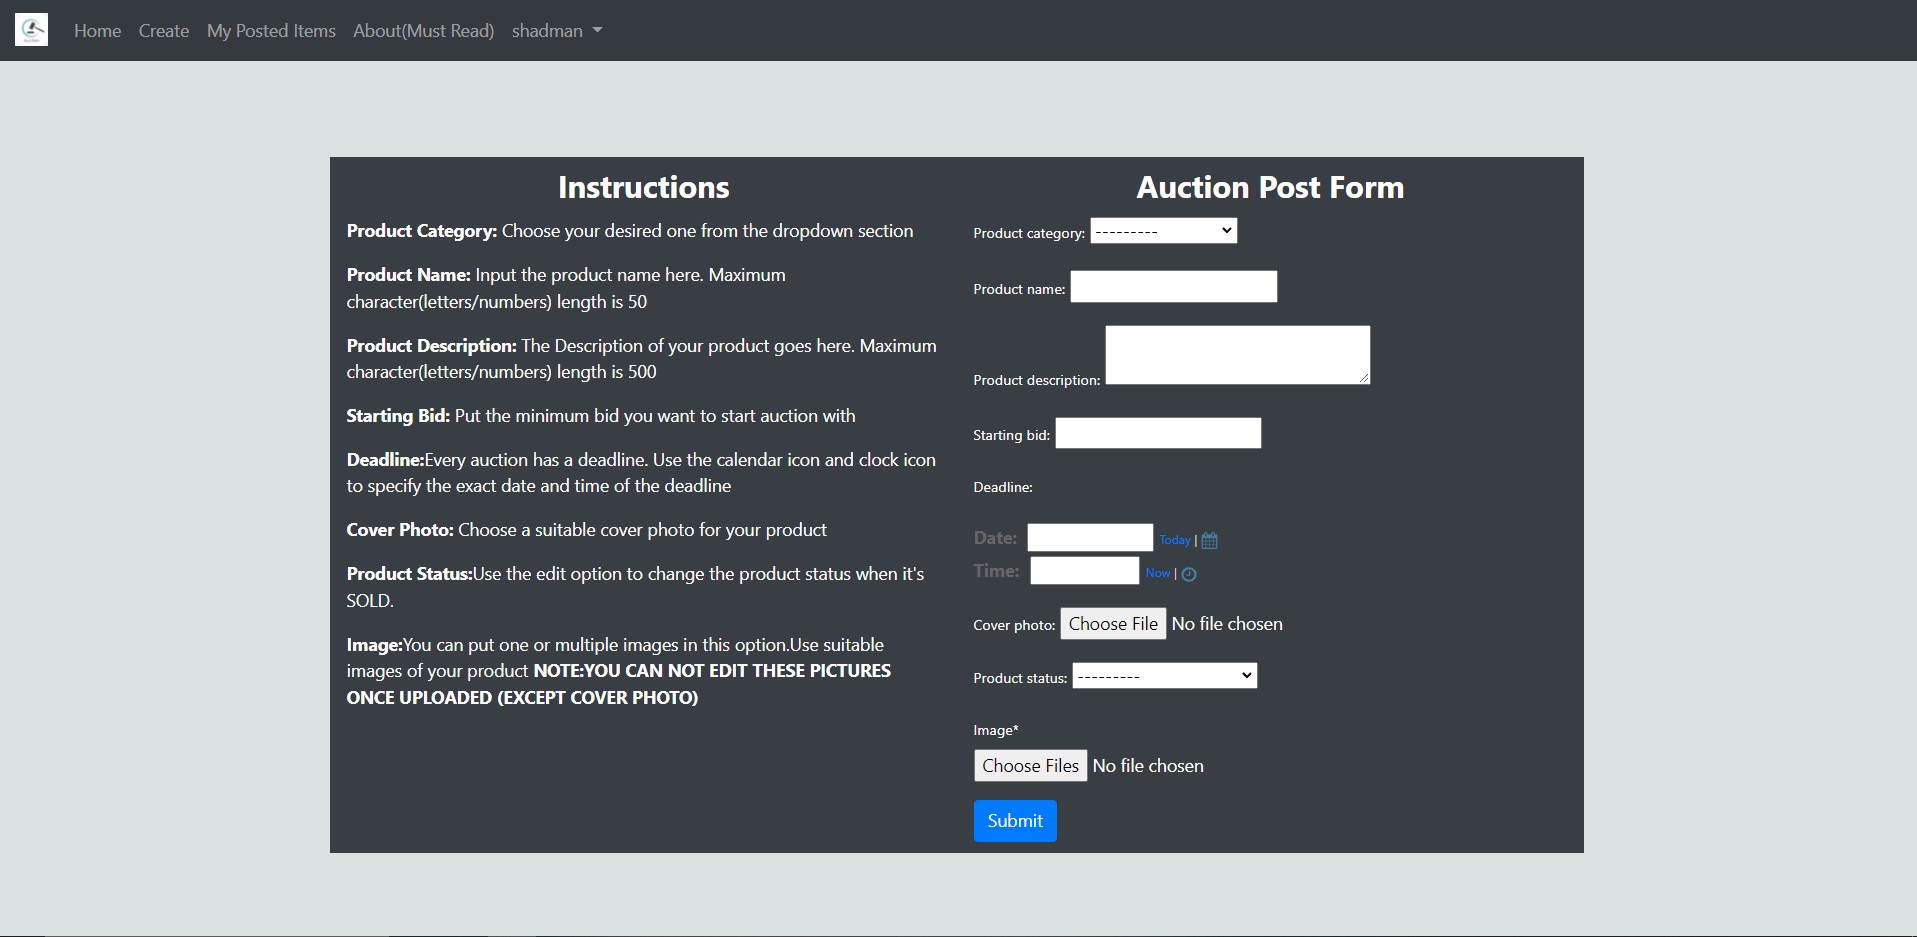 Home Create My Posted Items About(Must Read) shadman
Instructions
Product Category: Choose your desired one from the dropdown section
Product Name: Input the product name here. Maximum
character(letters/numbers) length is 50
Product Description: The Description of your product goes here. Maximum
character(letters/numbers) length is 500
Starting Bid: Put the minimum bid you want to start auction with
Deadline:Every auction has a deadline. Use the calendar icon and clock icon
to specify the exact date and time of the deadline
Cover Photo: Choose a suitable cover photo for your product
Product Status:Use the edit option to change the product status when it's
SOLD.
Image:You can put one or multiple images in this option.Use suitable
images of your product NOTE:YOU CAN NOT EDIT THESE PICTURES
ONCE UPLOADED (EXCEPT COVER PHOTO)
Auction Post Form
Product category: ---------
Product name:
Product description:
Starting bid:
Deadline:
Date: Today |
Time: Now |
Cover photo: Choose File No file chosen
Product status: ---------
Image*
Choose Files No file chosen
Submit